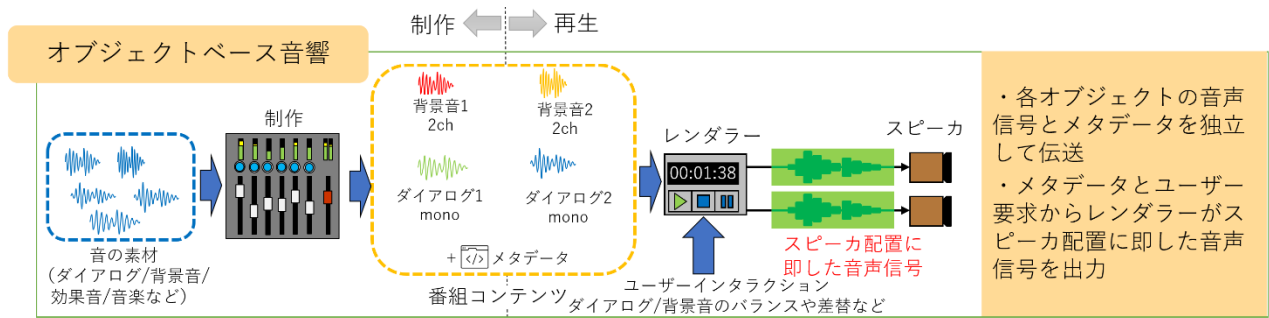 制作
再生
オブジェクトベース音響
音の素材
（ダイアログ/背景音/
効果音/音楽など）
制作
背景音1
2ch
背景音2
2ch
ダイアログ1
mono
ダイアログ2
mono
+ </> メタデータ
番組コンテンツ
レンダラー
00:01:38
スピーカ
スピーカ配置に
即した音声信号
ユーザーインタラクション
ダイアログ/背景音のバランスや差替など
・各オブジェクトの音声
信号とメタデータを独立
して伝送
・メタデータとユーザー
要求からレンダラーがス
ピーカ配置に即した音声
信号を出力